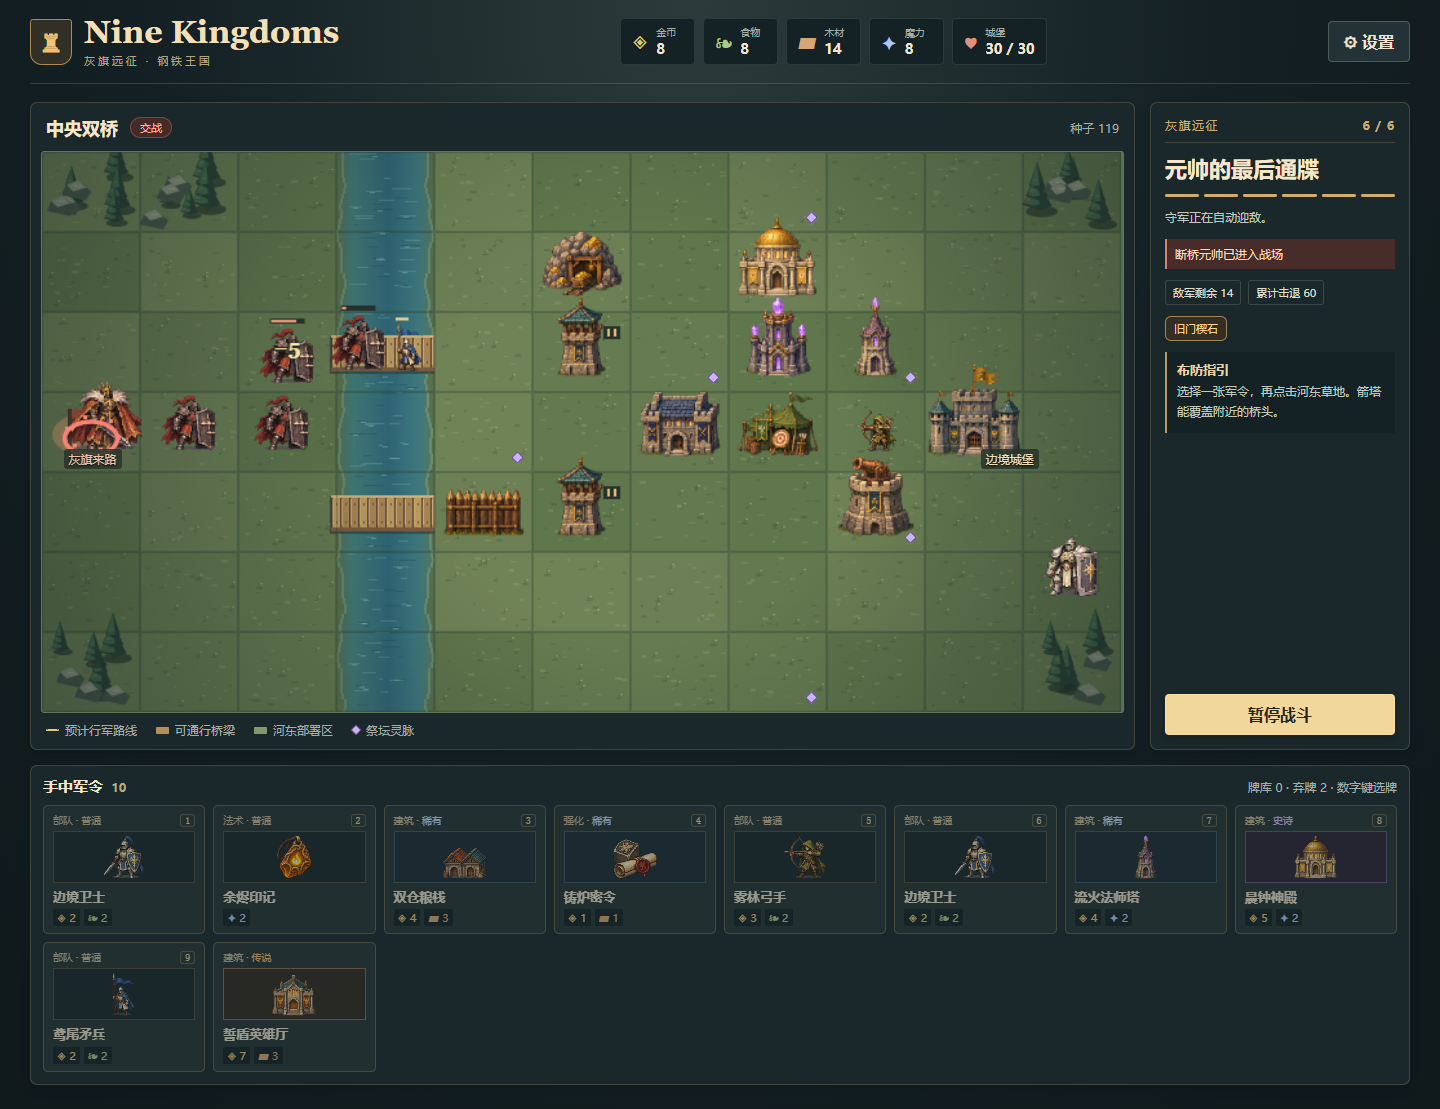 Nine Kingdoms
灰旗远征 · 钢铁王国
金币 8
食物 8
木材 14
魔力 8
城堡 30 / 30
设置
中央双桥 交战
种子 119
-5
灰旗来路
边境城堡
预计行军路线 可通行桥梁 河东部署区 祭坛灵脉
灰旗远征 6 / 6
元帅的最后通牒
守军正在自动迎敌。
断桥元帅已进入战场
敌军剩余 14 累计击退 60
旧门楔石
布防指引
选择一张军令，再点击河东草地。箭塔
能覆盖附近的桥头。
暂停战斗
手中军令 10
牌库 0 · 弃牌 2 · 数字键选牌
部队 · 普通 1
边境卫士
2 2
法术 · 普通 2
余烬印记
2
建筑 · 稀有 3
双仓粮栈
4 3
强化 · 稀有 4
铸炉密令
1 1
部队 · 普通 5
雾林弓手
3 2
部队 · 普通 6
边境卫士
2 2
建筑 · 稀有 7
流火法师塔
4 2
建筑 · 史诗 8
晨钟神殿
5 2
部队 · 普通 9
鸢尾矛兵
2 2
建筑 · 传说
誓盾英雄厅
7 3